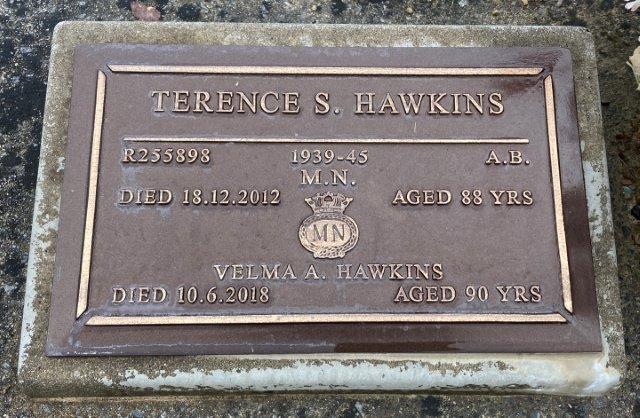 TERENCE S. HAWKINS
R255898 1939-45 A.B.
M.N.
DIED 18.12.2012 AGED 88 YRS
MN
VELMA A. HAWKINS
DIED 10.6.2018 AGED 90 YRS